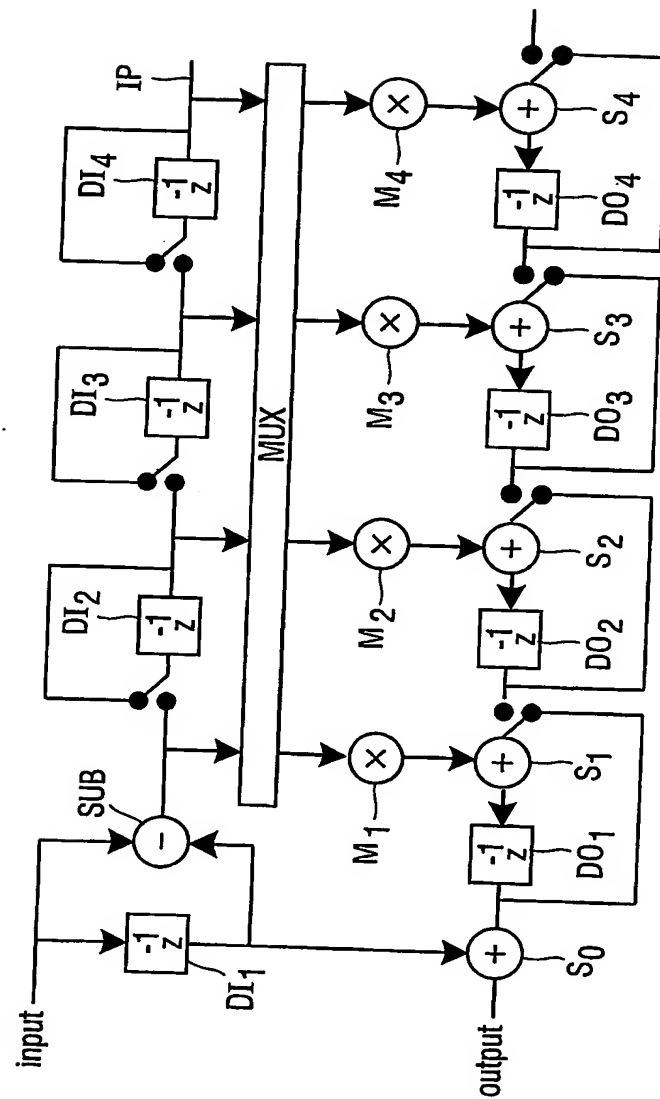 input
DI1
-1
z
SUB
−
DI2
-1
z
DI3
-1
z
DI4
-1
z
IP
MUX
M1
×
M2
×
M3
×
M4
×
output
S0
+
DO1
-1
z
S1
+
DO2
-1
z
S2
+
DO3
-1
z
S3
+
DO4
-1
z
S4
+